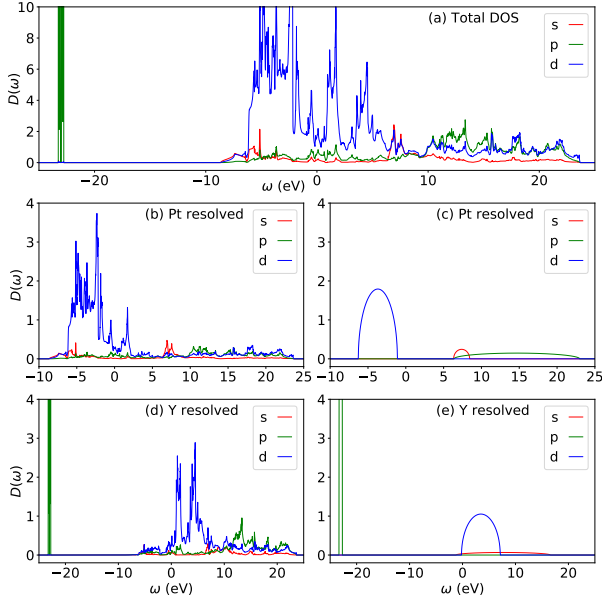 (a) Total DOS
s
p
d
D(ω)
10
8
6
4
2
0
−20
−10
0
10
20
ω (eV)
(b) Pt resolved
s
p
d
D(ω)
4
3
2
1
0
−10
−5
0
5
10
15
20
25
(c) Pt resolved
s
p
d
4
3
2
1
0
−10
−5
0
5
10
15
20
25
(d) Y resolved
s
p
d
D(ω)
4
3
2
1
0
−20
−10
0
10
20
ω (eV)
(e) Y resolved
s
p
d
4
3
2
1
0
−20
−10
0
10
20
ω (eV)